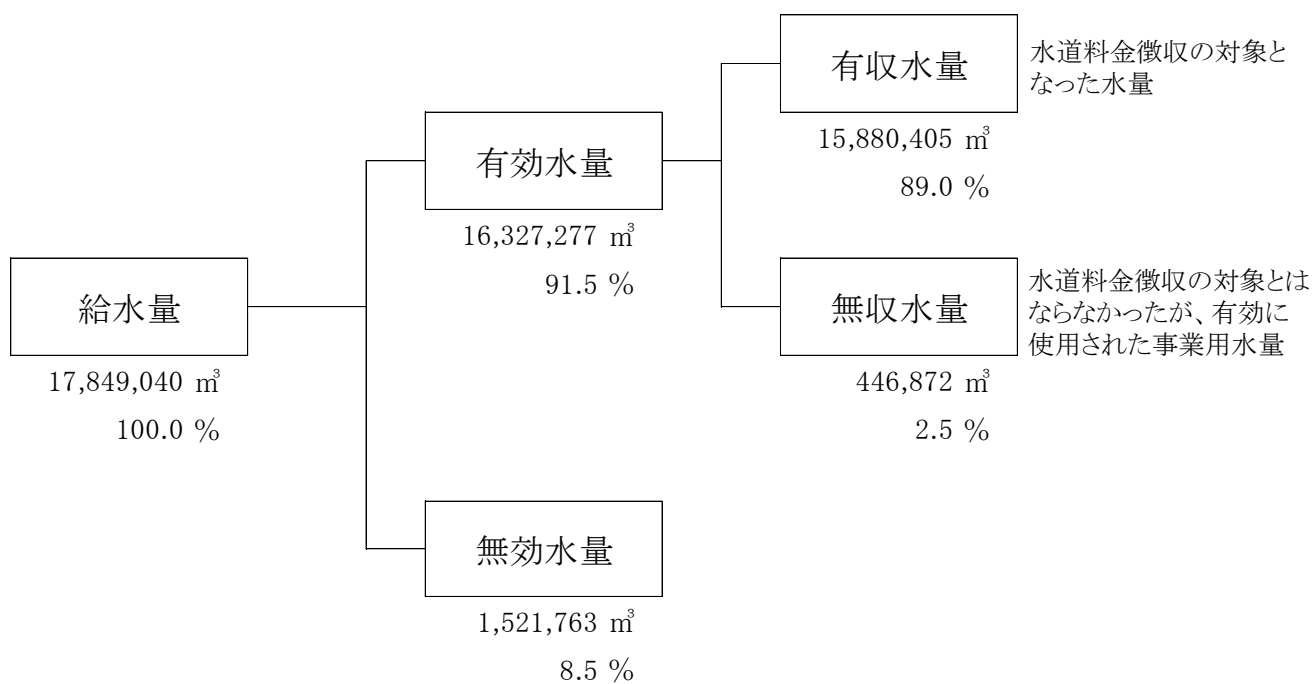 有収水量
水道料金徴収の対象と
なった水量
15,880,405 ㎥
89.0 %
有効水量
16,327,277 ㎥
91.5 %
給水量
17,849,040 ㎥
100.0 %
無収水量
水道料金徴収の対象とは
ならなかったが、有効に
使用された事業用水量
446,872 ㎥
2.5 %
無効水量
1,521,763 ㎥
8.5 %